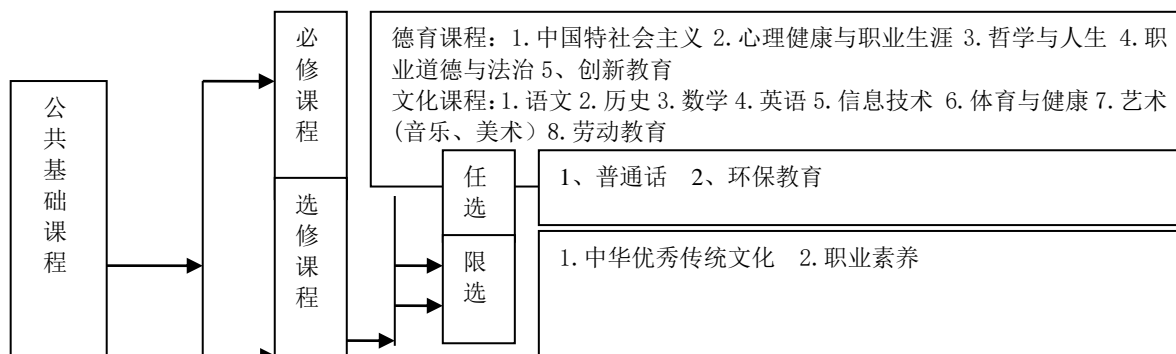 公共基础课程
必修课程
德育课程：1.中国特社会主义 2.心理健康与职业生涯 3.哲学与人生 4.职
业道德与法治 5、创新教育
文化课程：1.语文 2.历史 3.数学 4.英语 5.信息技术 6.体育与健康 7.艺术
(音乐、美术）8.劳动教育
选修课程
任选
1、普通话 2、环保教育
限选
1.中华优秀传统文化 2.职业素养